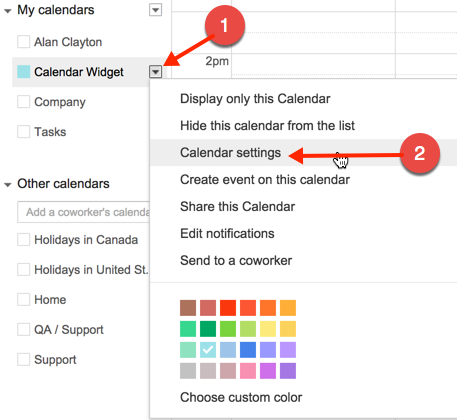 My calendars
1
Alan Clayton
2pm
Calendar Widget
Display only this Calendar
Company
Hide this calendar from the list
Tasks
Calendar settings
2
Create event on this calendar
Other calendars
Share this Calendar
Add a coworker's calenda
Edit notifications
Holidays in Canada
Send to a coworker
Holidays in United St.
Home
QA / Support
Support
Choose custom color